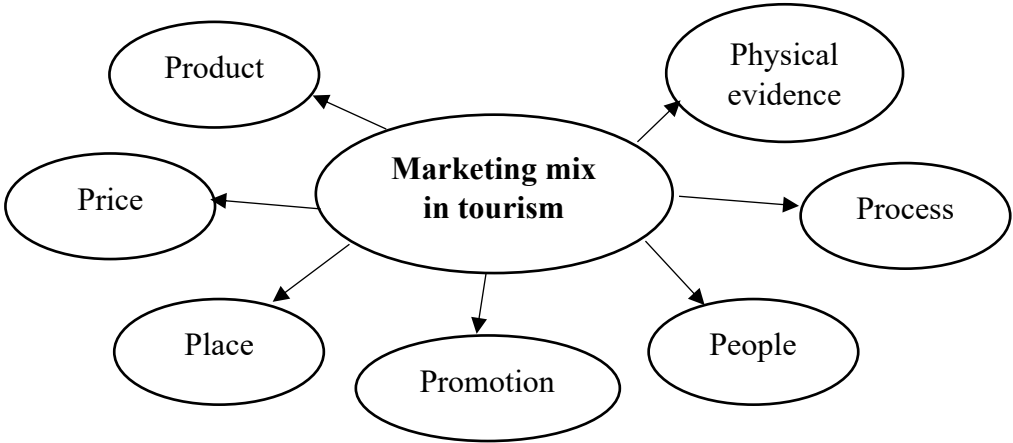 Product
Physical
evidence
Marketing mix
in tourism
Price
Process
Place
Promotion
People